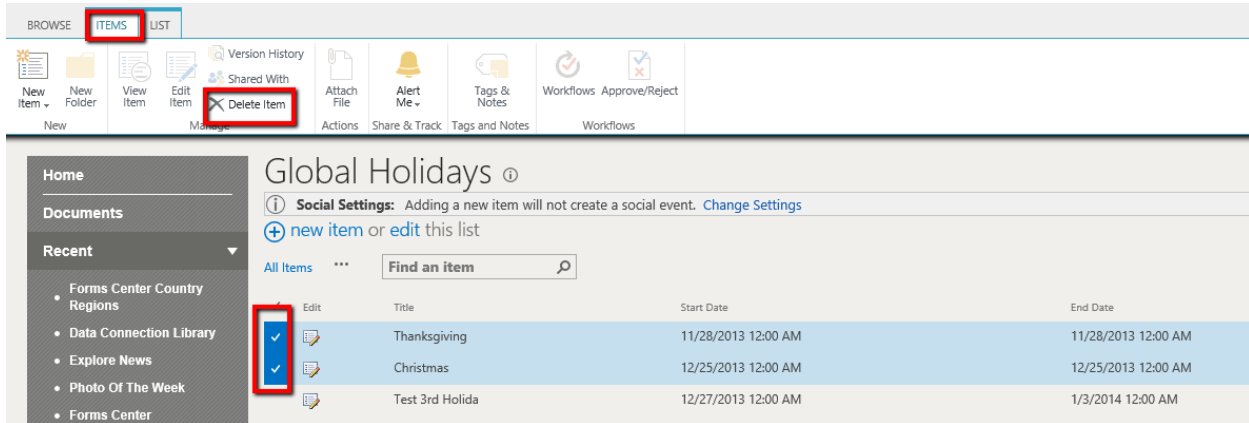 BROWSE ITEMS LIST
New Item
New Folder
View Item
Edit Item
Version History
Shared With
Delete Item
Attach File
Alert Me
Tags & Notes
Workflows
Approve/Reject
New
Manage
Actions
Share & Track
Tags and Notes
Workflows
Home
Documents
Recent
Forms Center Country
Regions
Data Connection Library
Explore News
Photo Of The Week
Forms Center
Global Holidays
Social Settings: Adding a new item will not create a social event. Change Settings
new item or edit this list
All Items ... Find an item
Edit Title Start Date End Date
Thanksgiving 11/28/2013 12:00 AM 11/28/2013 12:00 AM
Christmas 12/25/2013 12:00 AM 12/25/2013 12:00 AM
Test 3rd Holida 12/27/2013 12:00 AM 1/3/2014 12:00 AM